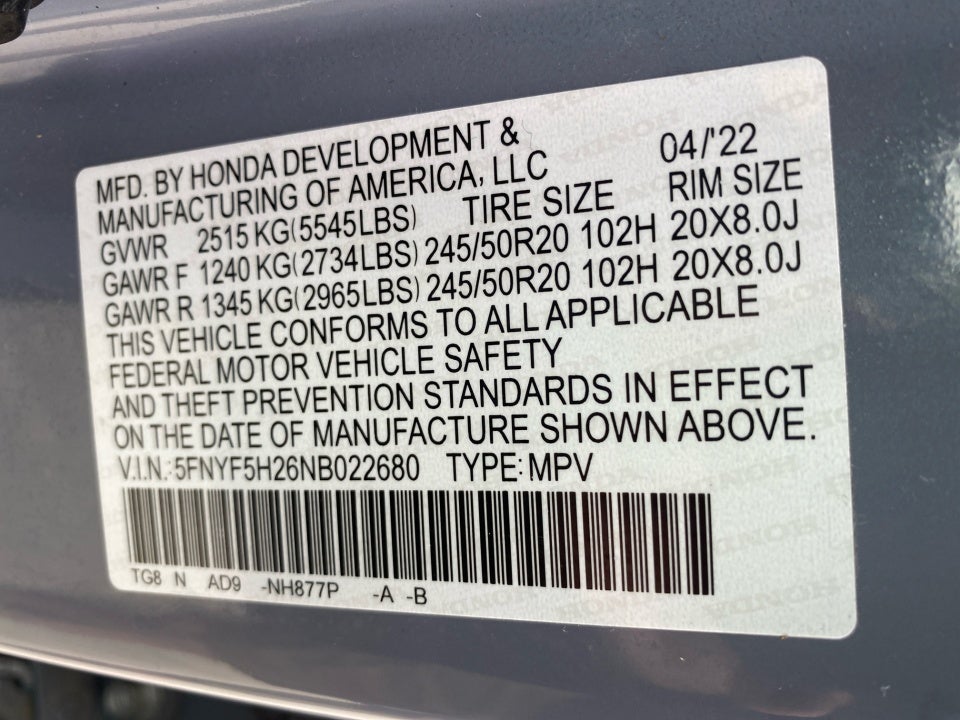 MFD. BY HONDA DEVELOPMENT &
MANUFACTURING OF AMERICA, LLC 04/'22
GVWR 2515 KG(5545LBS) TIRE SIZE RIM SIZE
GAWR F 1240 KG(2734LBS) 245/50R20 102H 20X8.0J
GAWR R 1345 KG(2965LBS) 245/50R20 102H 20X8.0J
THIS VEHICLE CONFORMS TO ALL APPLICABLE
FEDERAL MOTOR VEHICLE SAFETY
AND THEFT PREVENTION STANDARDS IN EFFECT
ON THE DATE OF MANUFACTURE SHOWN ABOVE.
V.I.N.: 5FNYF5H26NB022680 TYPE: MPV
TG8 N AD9 -NH877P -A -B